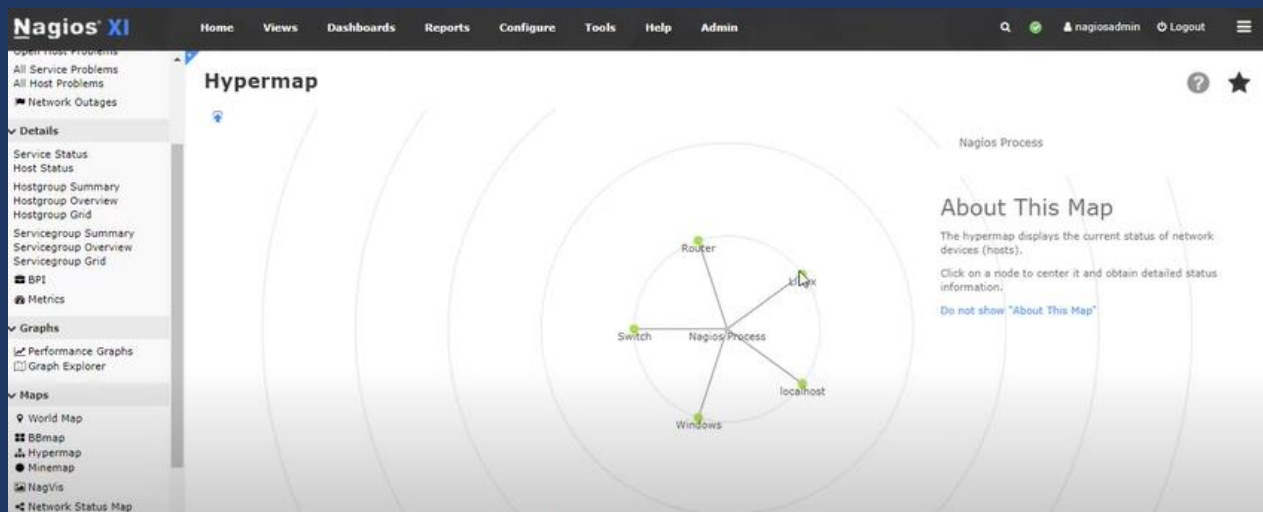 Nagios XI
Home Views Dashboards Reports Configure Tools Help Admin
nagiosadmin Logout
Open Host Problems
All Service Problems
All Host Problems
Network Outages
Details
Service Status
Host Status
Hostgroup Summary
Hostgroup Overview
Hostgroup Grid
Servicegroup Summary
Servicegroup Overview
Servicegroup Grid
BPI
Metrics
Graphs
Performance Graphs
Graph Explorer
Maps
World Map
BBmap
Hypermap
Minemap
NagVis
Network Status Map
Hypermap
?
Router
Linux
Switch
Nagios Process
localhost
Windows
Nagios Process
About This Map
The hypermap displays the current status of network
devices (hosts).
Click on a node to center it and obtain detailed status
information.
Do not show "About This Map"